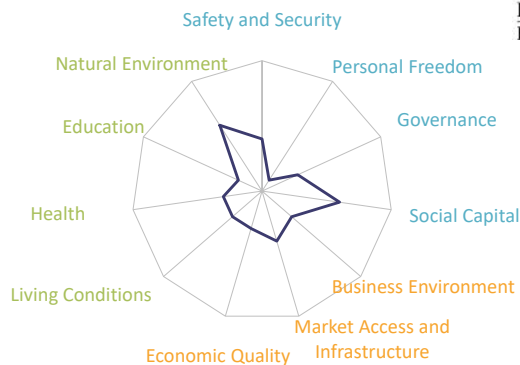 Safety and Security
Natural Environment
Personal Freedom
Education
Governance
Health
Social Capital
Living Conditions
Business Environment
Market Access and
Infrastructure
Economic Quality